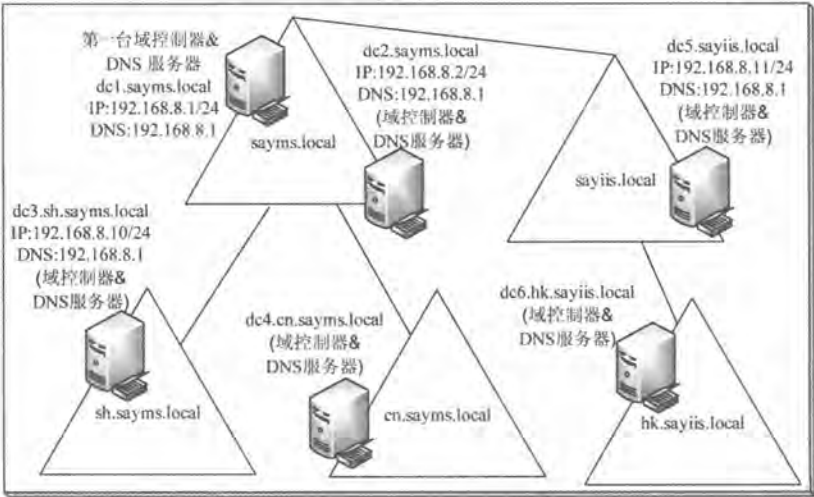 第一台域控制器&
DNS 服务器
dc1.sayms.local
IP:192.168.8.1/24
DNS:192.168.8.1
sayms.local
dc2.sayms.local
IP:192.168.8.2/24
DNS:192.168.8.1
(域控制器&
DNS服务器)
dc5.sayiis.local
IP:192.168.8.11/24
DNS:192.168.8.1
(域控制器&
DNS服务器)
sayiis.local
dc3.sh.sayms.local
IP:192.168.8.10/24
DNS:192.168.8.1
(域控制器&
DNS服务器)
sh.sayms.local
dc4.cn.sayms.local
(域控制器&
DNS服务器)
cn.sayms.local
dc6.hk.sayiis.local
(域控制器&
DNS服务器)
hk.sayiis.local